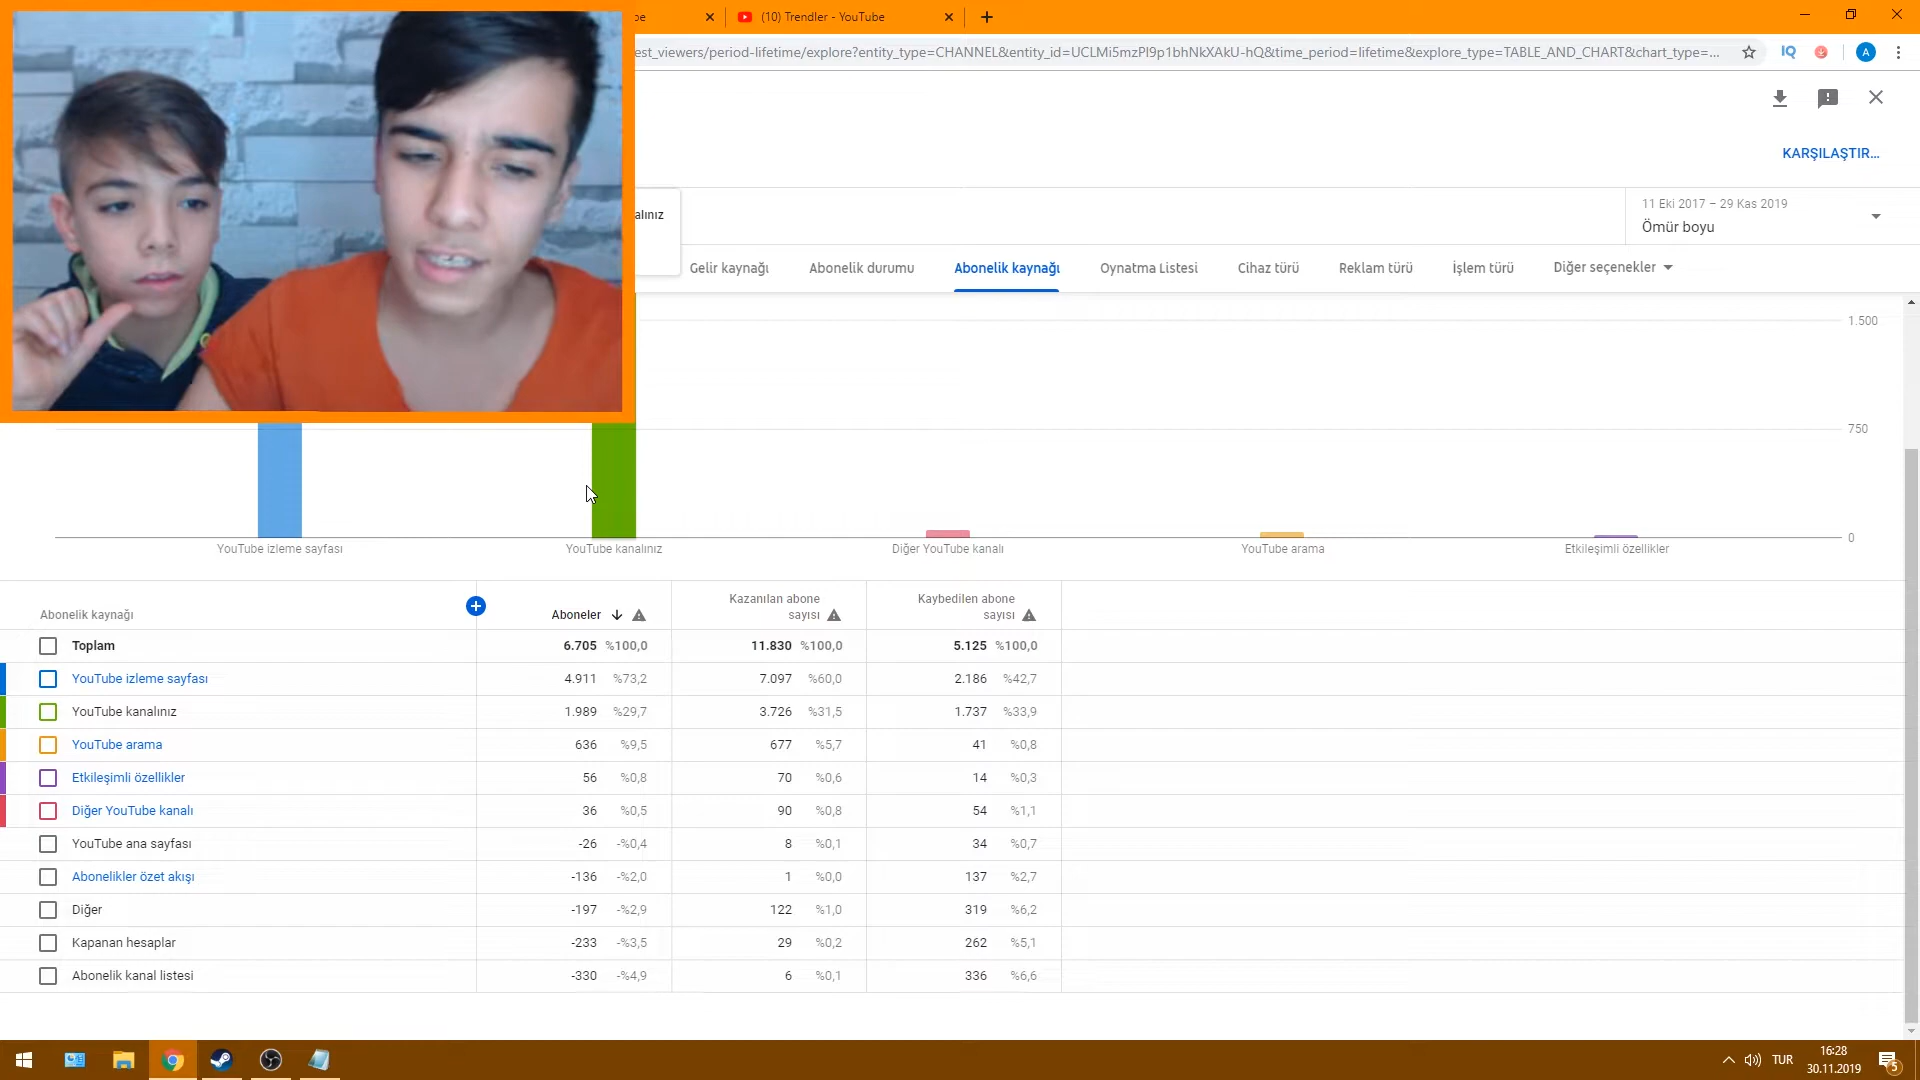 be
(10) Trendler - YouTube
est_viewers/period-lifetime/explore?entity_type=CHANNEL&entity_id=UCLMi5mzPI9p1bhNkXAkU-hQ&time_period=lifetime&explore_type=TABLE_AND_CHART&chart_type=...
IQ
A
KARŞILAŞTIR...
alınız
11 Eki 2017 – 29 Kas 2019
Ömür boyu
Gelir kaynağı
Abonelik durumu
Abonelik kaynağı
Oynatma Listesi
Cihaz türü
Reklam türü
İşlem türü
Diğer seçenekler
1.500
750
0
YouTube izleme sayfası
YouTube kanalınız
Diğer YouTube kanalı
YouTube arama
Etkileşimli özellikler
Abonelik kaynağı
Aboneler
Kazanılan abone
sayısı
Kaybedilen abone
sayısı
Toplam 6.705 %100,0 11.830 %100,0 5.125 %100,0
YouTube izleme sayfası 4.911 %73,2 7.097 %60,0 2.186 %42,7
YouTube kanalınız 1.989 %29,7 3.726 %31,5 1.737 %33,9
YouTube arama 636 %9,5 677 %5,7 41 %0,8
Etkileşimli özellikler 56 %0,8 70 %0,6 14 %0,3
Diğer YouTube kanalı 36 %0,5 90 %0,8 54 %1,1
YouTube ana sayfası -26 -%0,4 8 %0,1 34 %0,7
Abonelikler özet akışı -136 -%2,0 1 %0,0 137 %2,7
Diğer -197 -%2,9 122 %1,0 319 %6,2
Kapanan hesaplar -233 -%3,5 29 %0,2 262 %5,1
Abonelik kanal listesi -330 -%4,9 6 %0,1 336 %6,6
TUR
16:28
30.11.2019
5